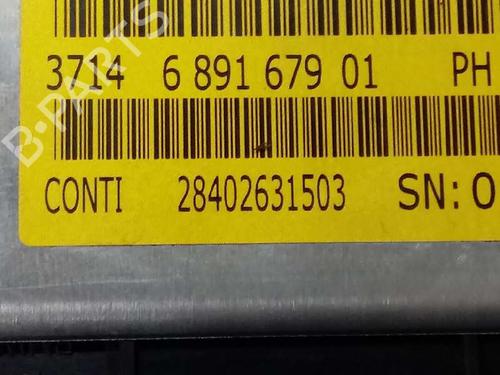 B-PARTS
3714 6 891 679 01 PH
CONTI 28402631503 SN: O